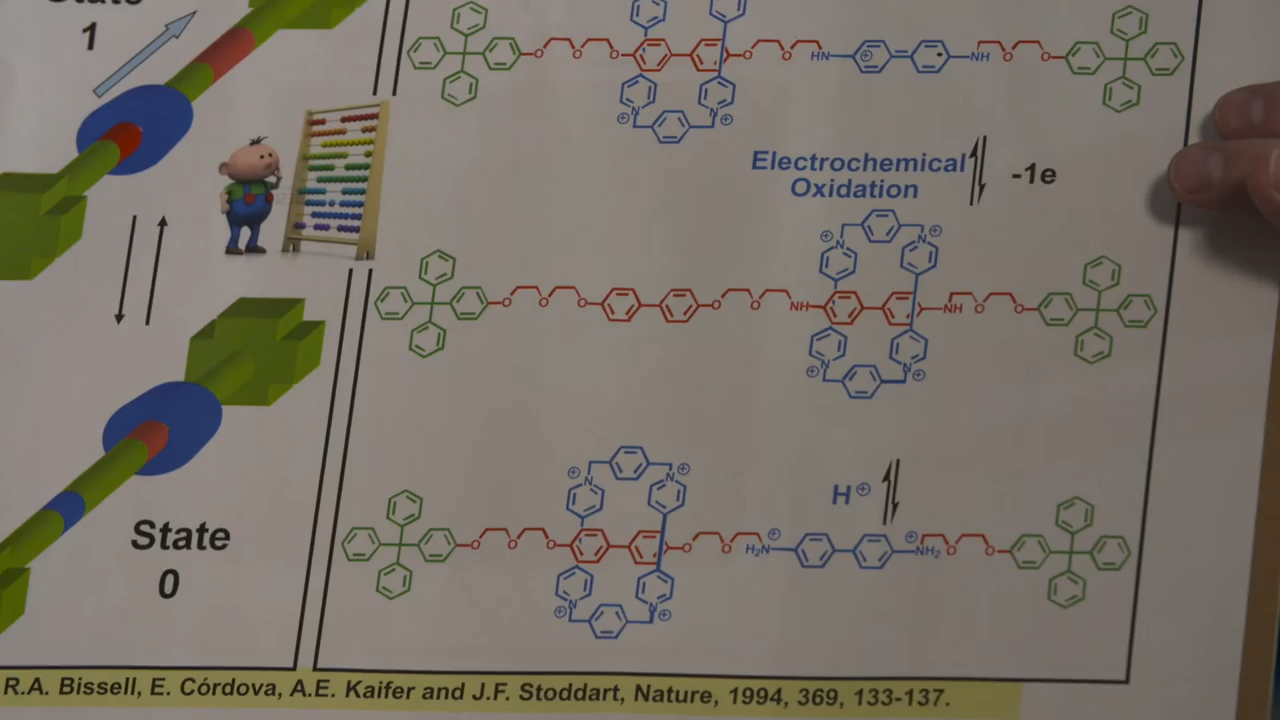 State
1
O O O O O HN ⊕ NH O O
N N
⊕ ⊕
Electrochemical
Oxidation
-1e
⊕ N N ⊕
O O O O O NH NH O O
⊕ N N ⊕
H⊕
⊕ N N ⊕
O O O O O H₂N ⊕ ⊕ NH₂ O O
⊕ N N ⊕
State
0
R.A. Bissell, E. Córdova, A.E. Kaifer and J.F. Stoddart, Nature, 1994, 369, 133-137.